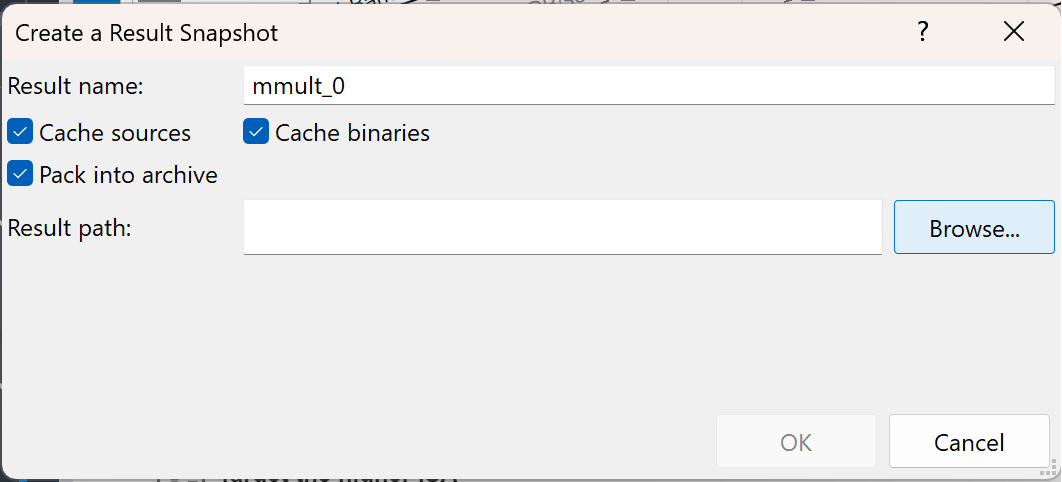 Create a Result Snapshot ?
Result name: mmult_0
Cache sources Cache binaries
Pack into archive
Result path: Browse...
OK Cancel